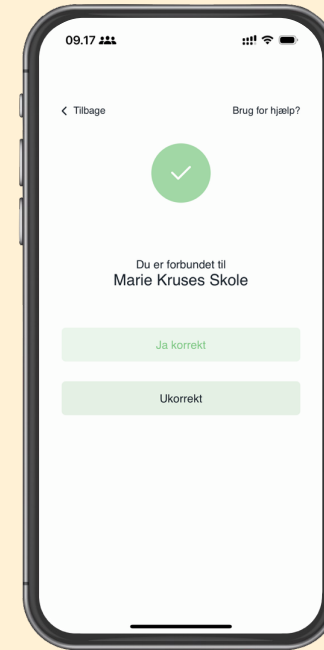 09.17
Tilbage
Brug for hjælp?
Du er forbundet til
Marie Kruses Skole
Ja korrekt
Ukorrekt